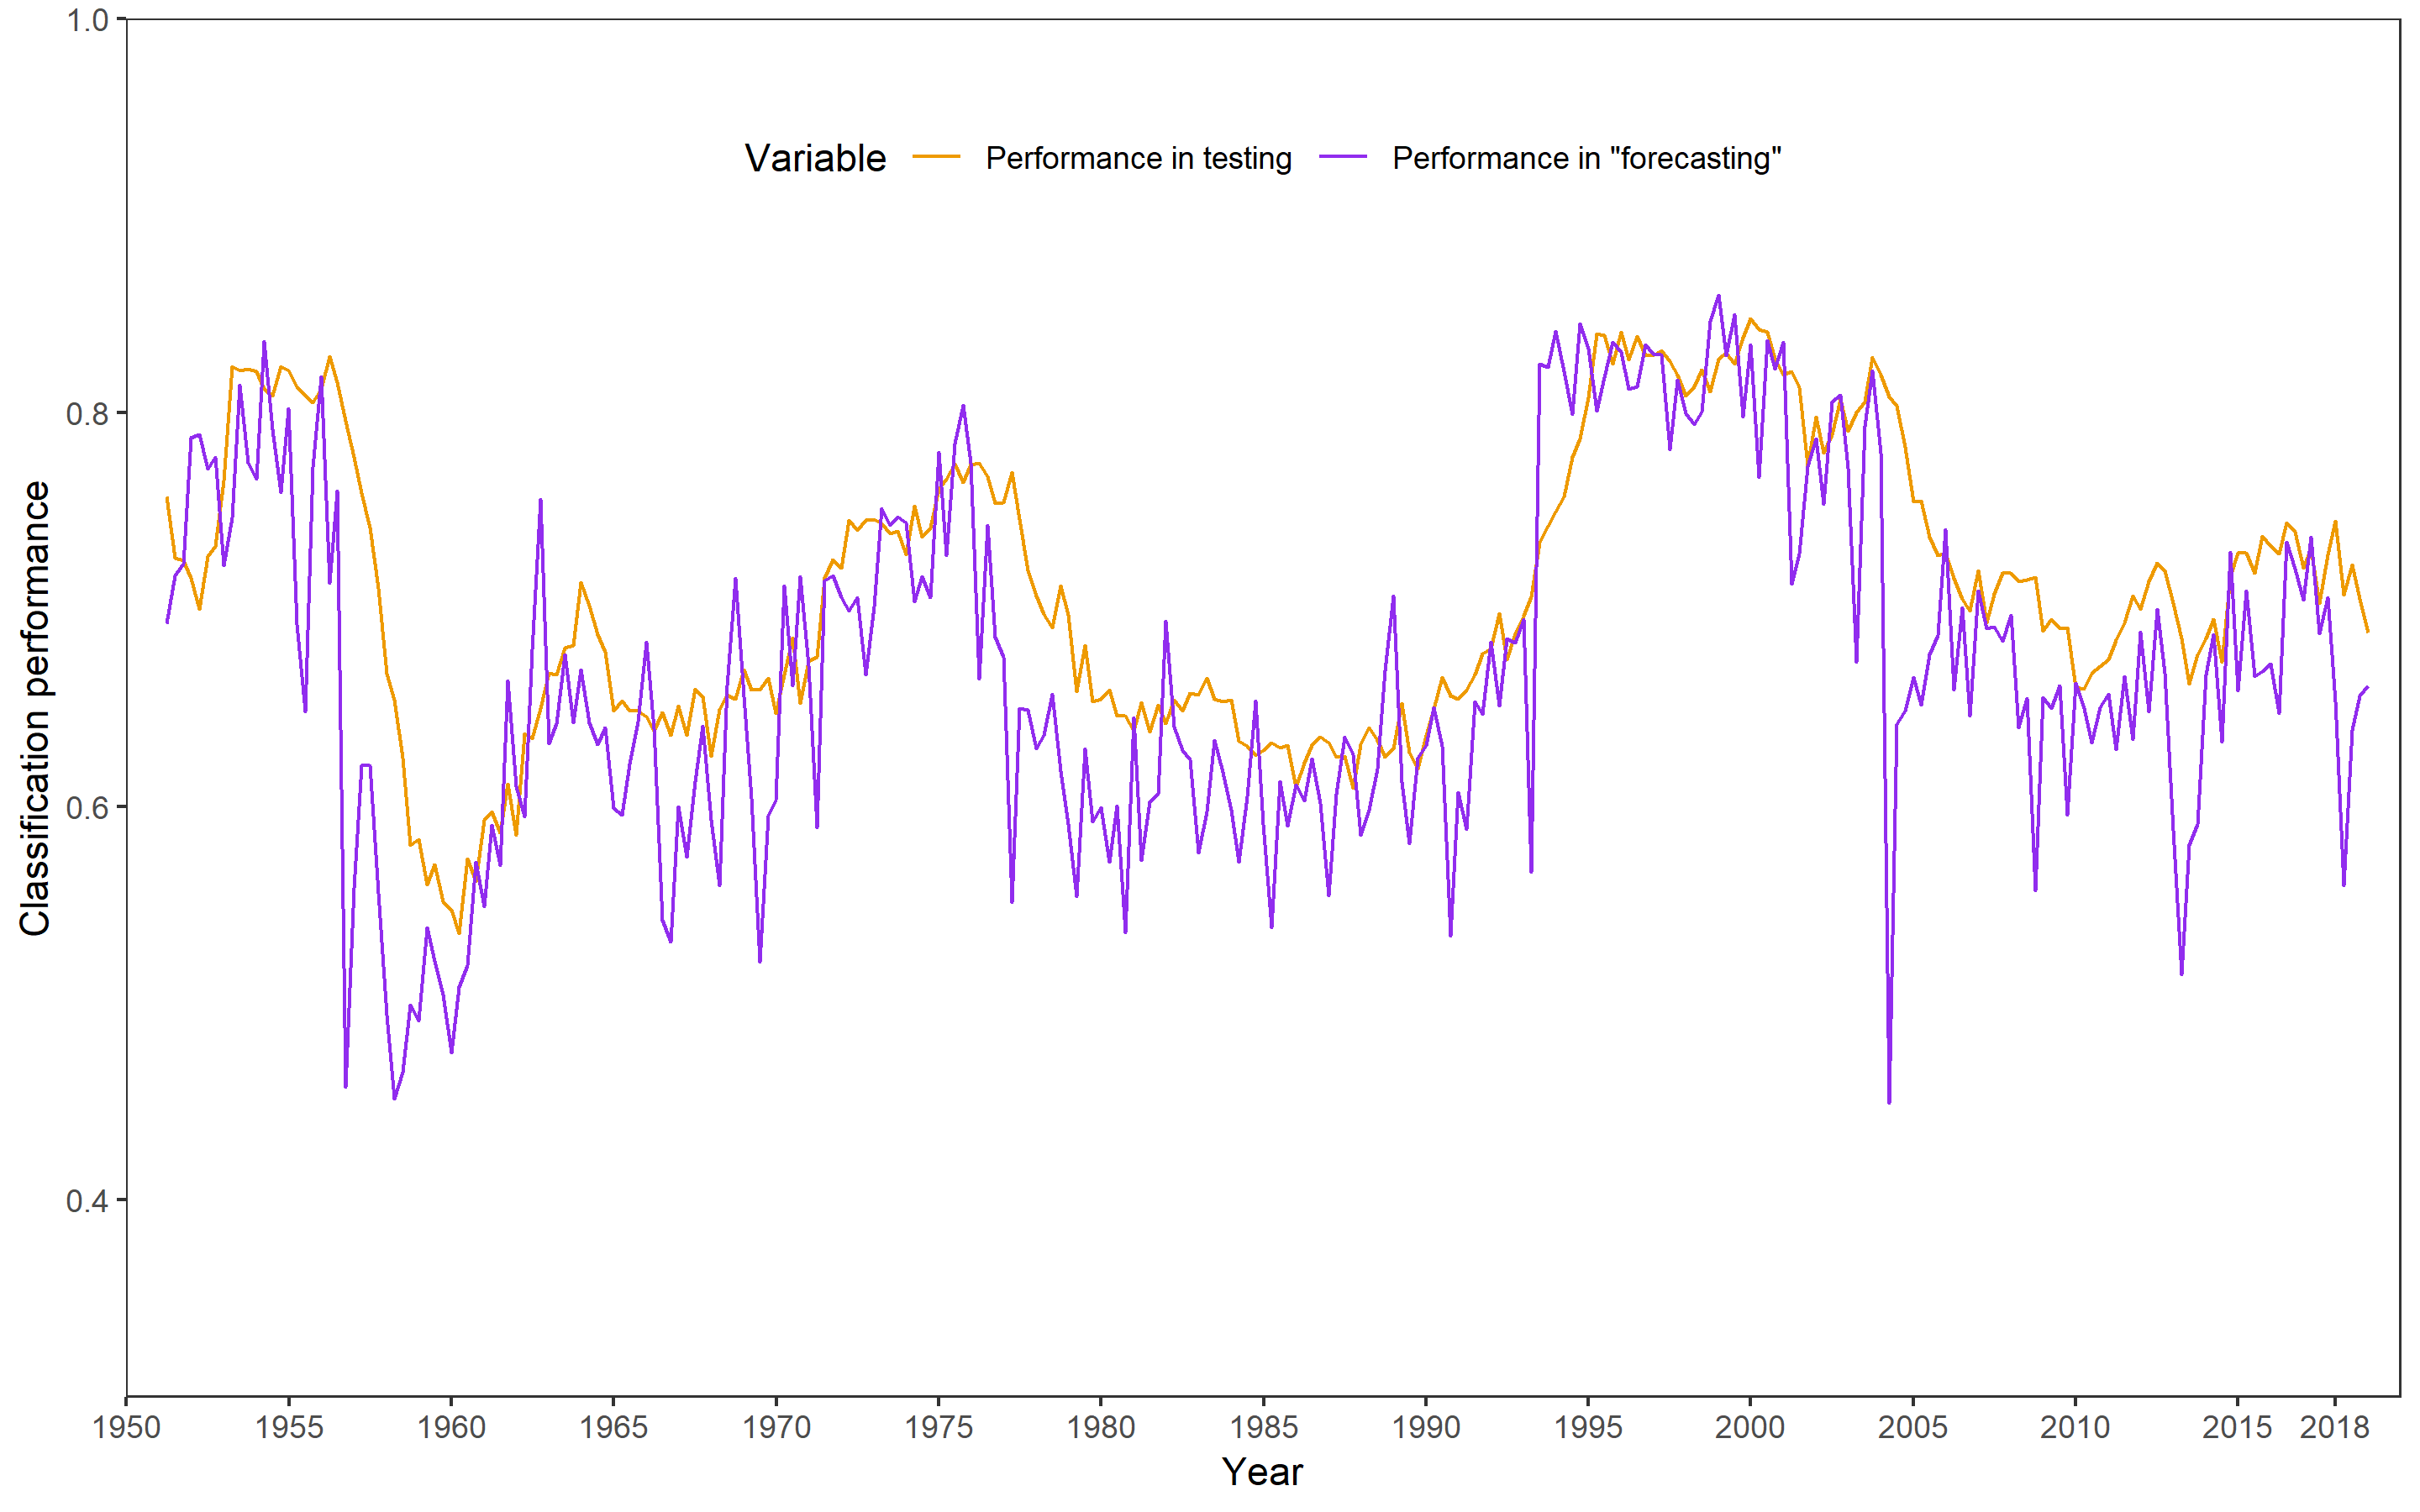 1.0
Variable Performance in testing Performance in "forecasting"
0.8
Classification performance
0.6
0.4
1950 1955 1960 1965 1970 1975 1980 1985 1990 1995 2000 2005 2010 2015 2018
Year